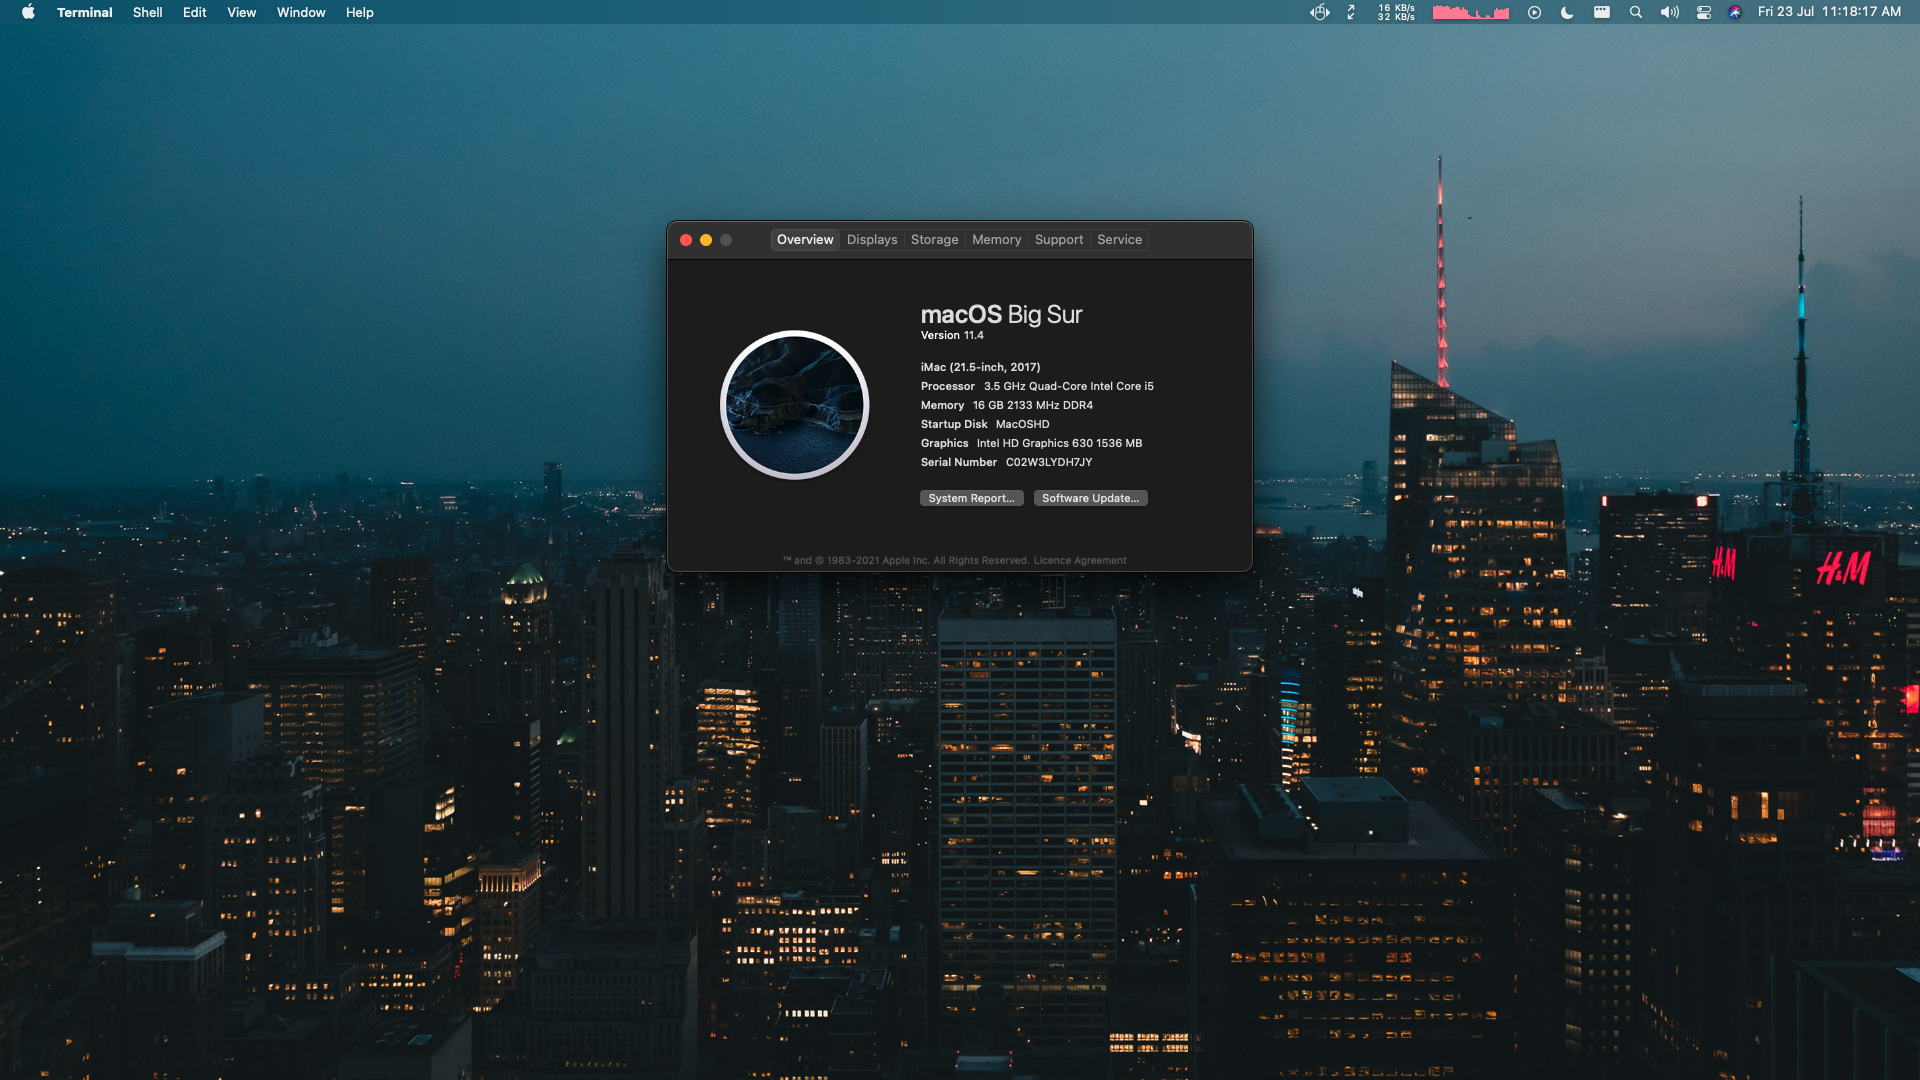 Terminal Shell Edit View Window Help
16 KB/s
32 KB/s
Fri 23 Jul 11:18:17 AM
Overview Displays Storage Memory Support Service
macOS Big Sur
Version 11.4
iMac (21.5-inch, 2017)
Processor 3.5 GHz Quad-Core Intel Core i5
Memory 16 GB 2133 MHz DDR4
Startup Disk MacOSHD
Graphics Intel HD Graphics 630 1536 MB
Serial Number C02W3LYDH7JY
System Report... Software Update...
™ and © 1983-2021 Apple Inc. All Rights Reserved. Licence Agreement
H&M
H&M